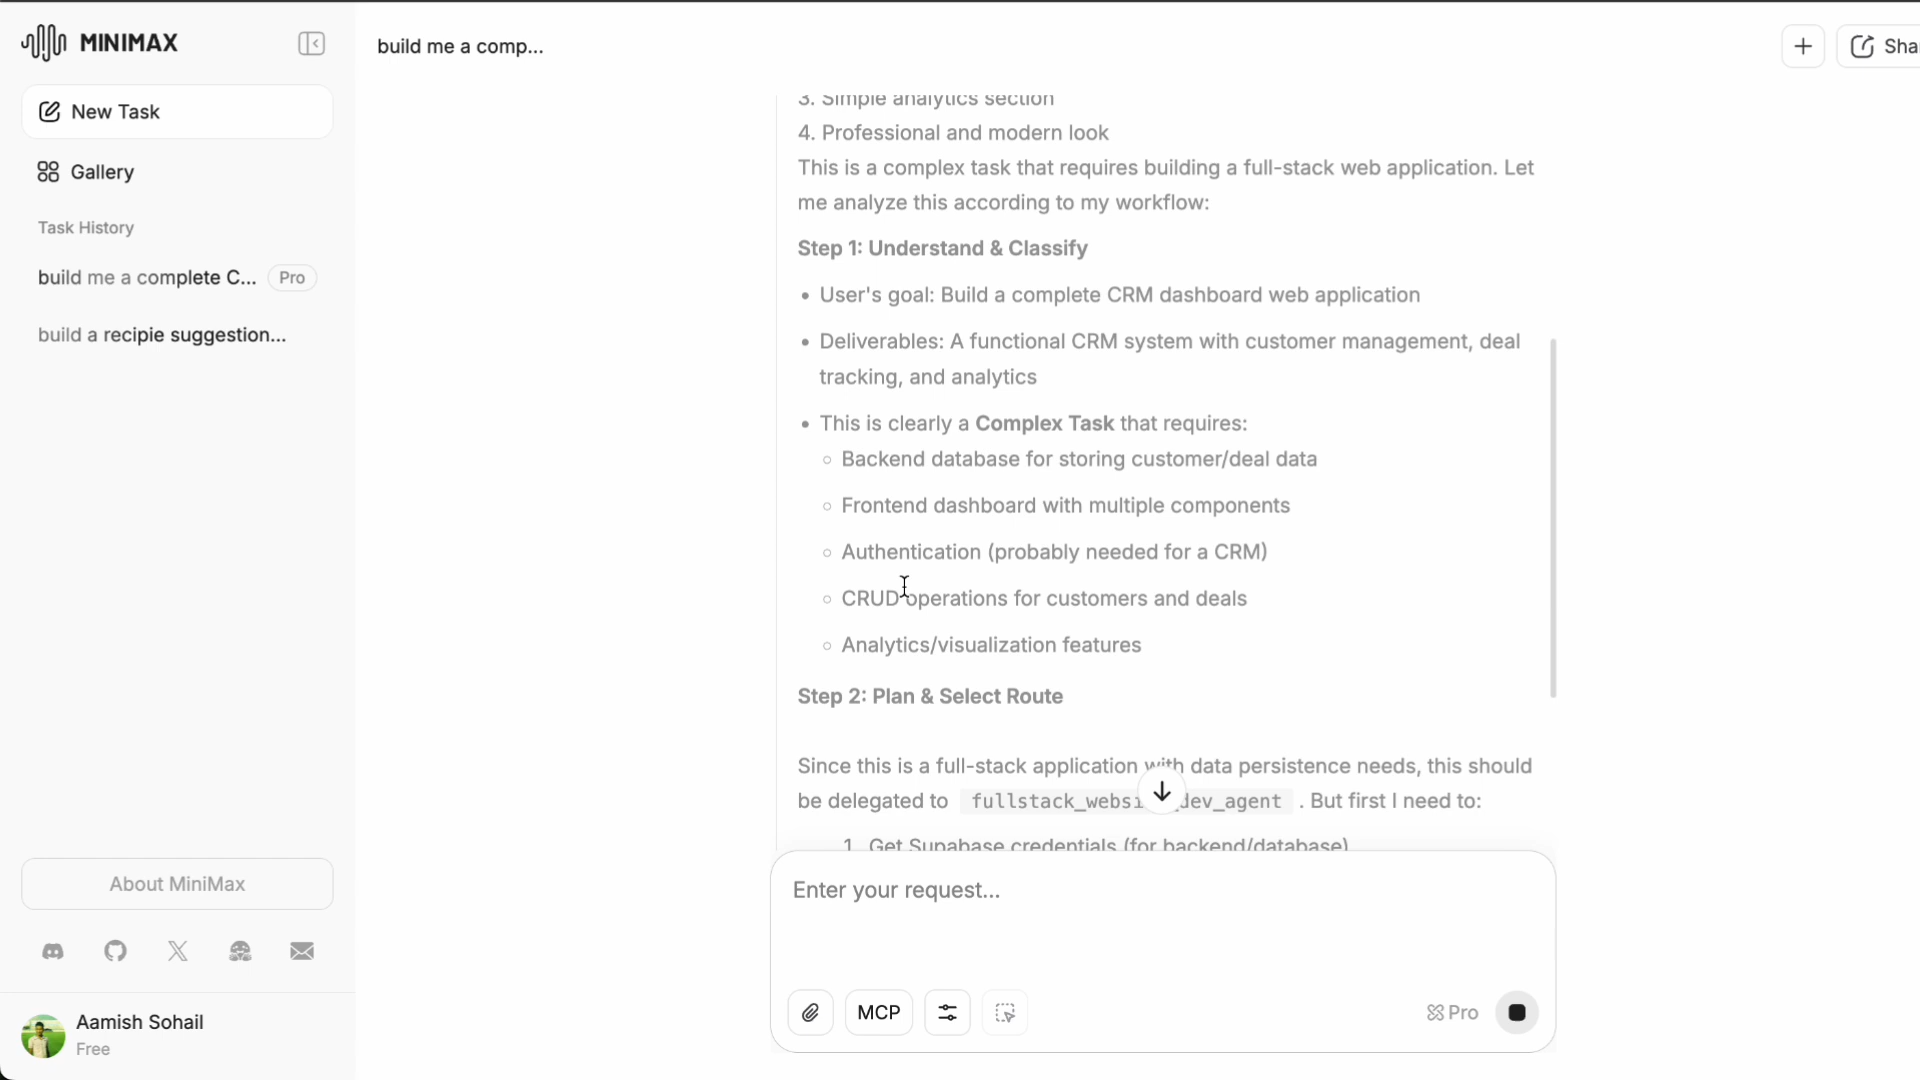 MINIMAX
New Task
Gallery
Task History
build me a complete C... Pro
build a recipie suggestion...
About MiniMax
Aamish Sohail
Free
build me a comp...
Sha
3. Simple analytics section
4. Professional and modern look
This is a complex task that requires building a full-stack web application. Let
me analyze this according to my workflow:
Step 1: Understand & Classify
• User's goal: Build a complete CRM dashboard web application
• Deliverables: A functional CRM system with customer management, deal
tracking, and analytics
• This is clearly a Complex Task that requires:
○ Backend database for storing customer/deal data
○ Frontend dashboard with multiple components
○ Authentication (probably needed for a CRM)
○ CRUD operations for customers and deals
○ Analytics/visualization features
Step 2: Plan & Select Route
Since this is a full-stack application with data persistence needs, this should
be delegated to fullstack_websi dev_agent . But first I need to:
1. Get Supabase credentials (for backend/database)
Enter your request...
MCP
Pro